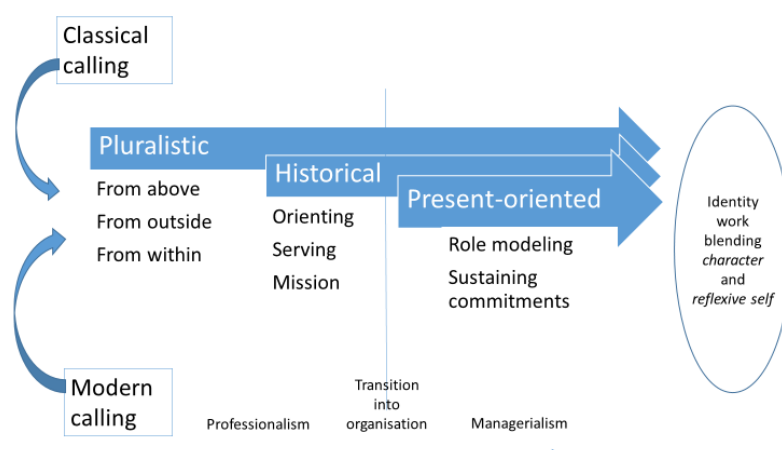 Classical
calling
Pluralistic
From above
From outside
From within
Historical
Orienting
Serving
Mission
Present-oriented
Role modeling
Sustaining
commitments
Identity
work
blending
character
and
reflexive self
Modern
calling
Professionalism
Transition
into
organisation
Managerialism